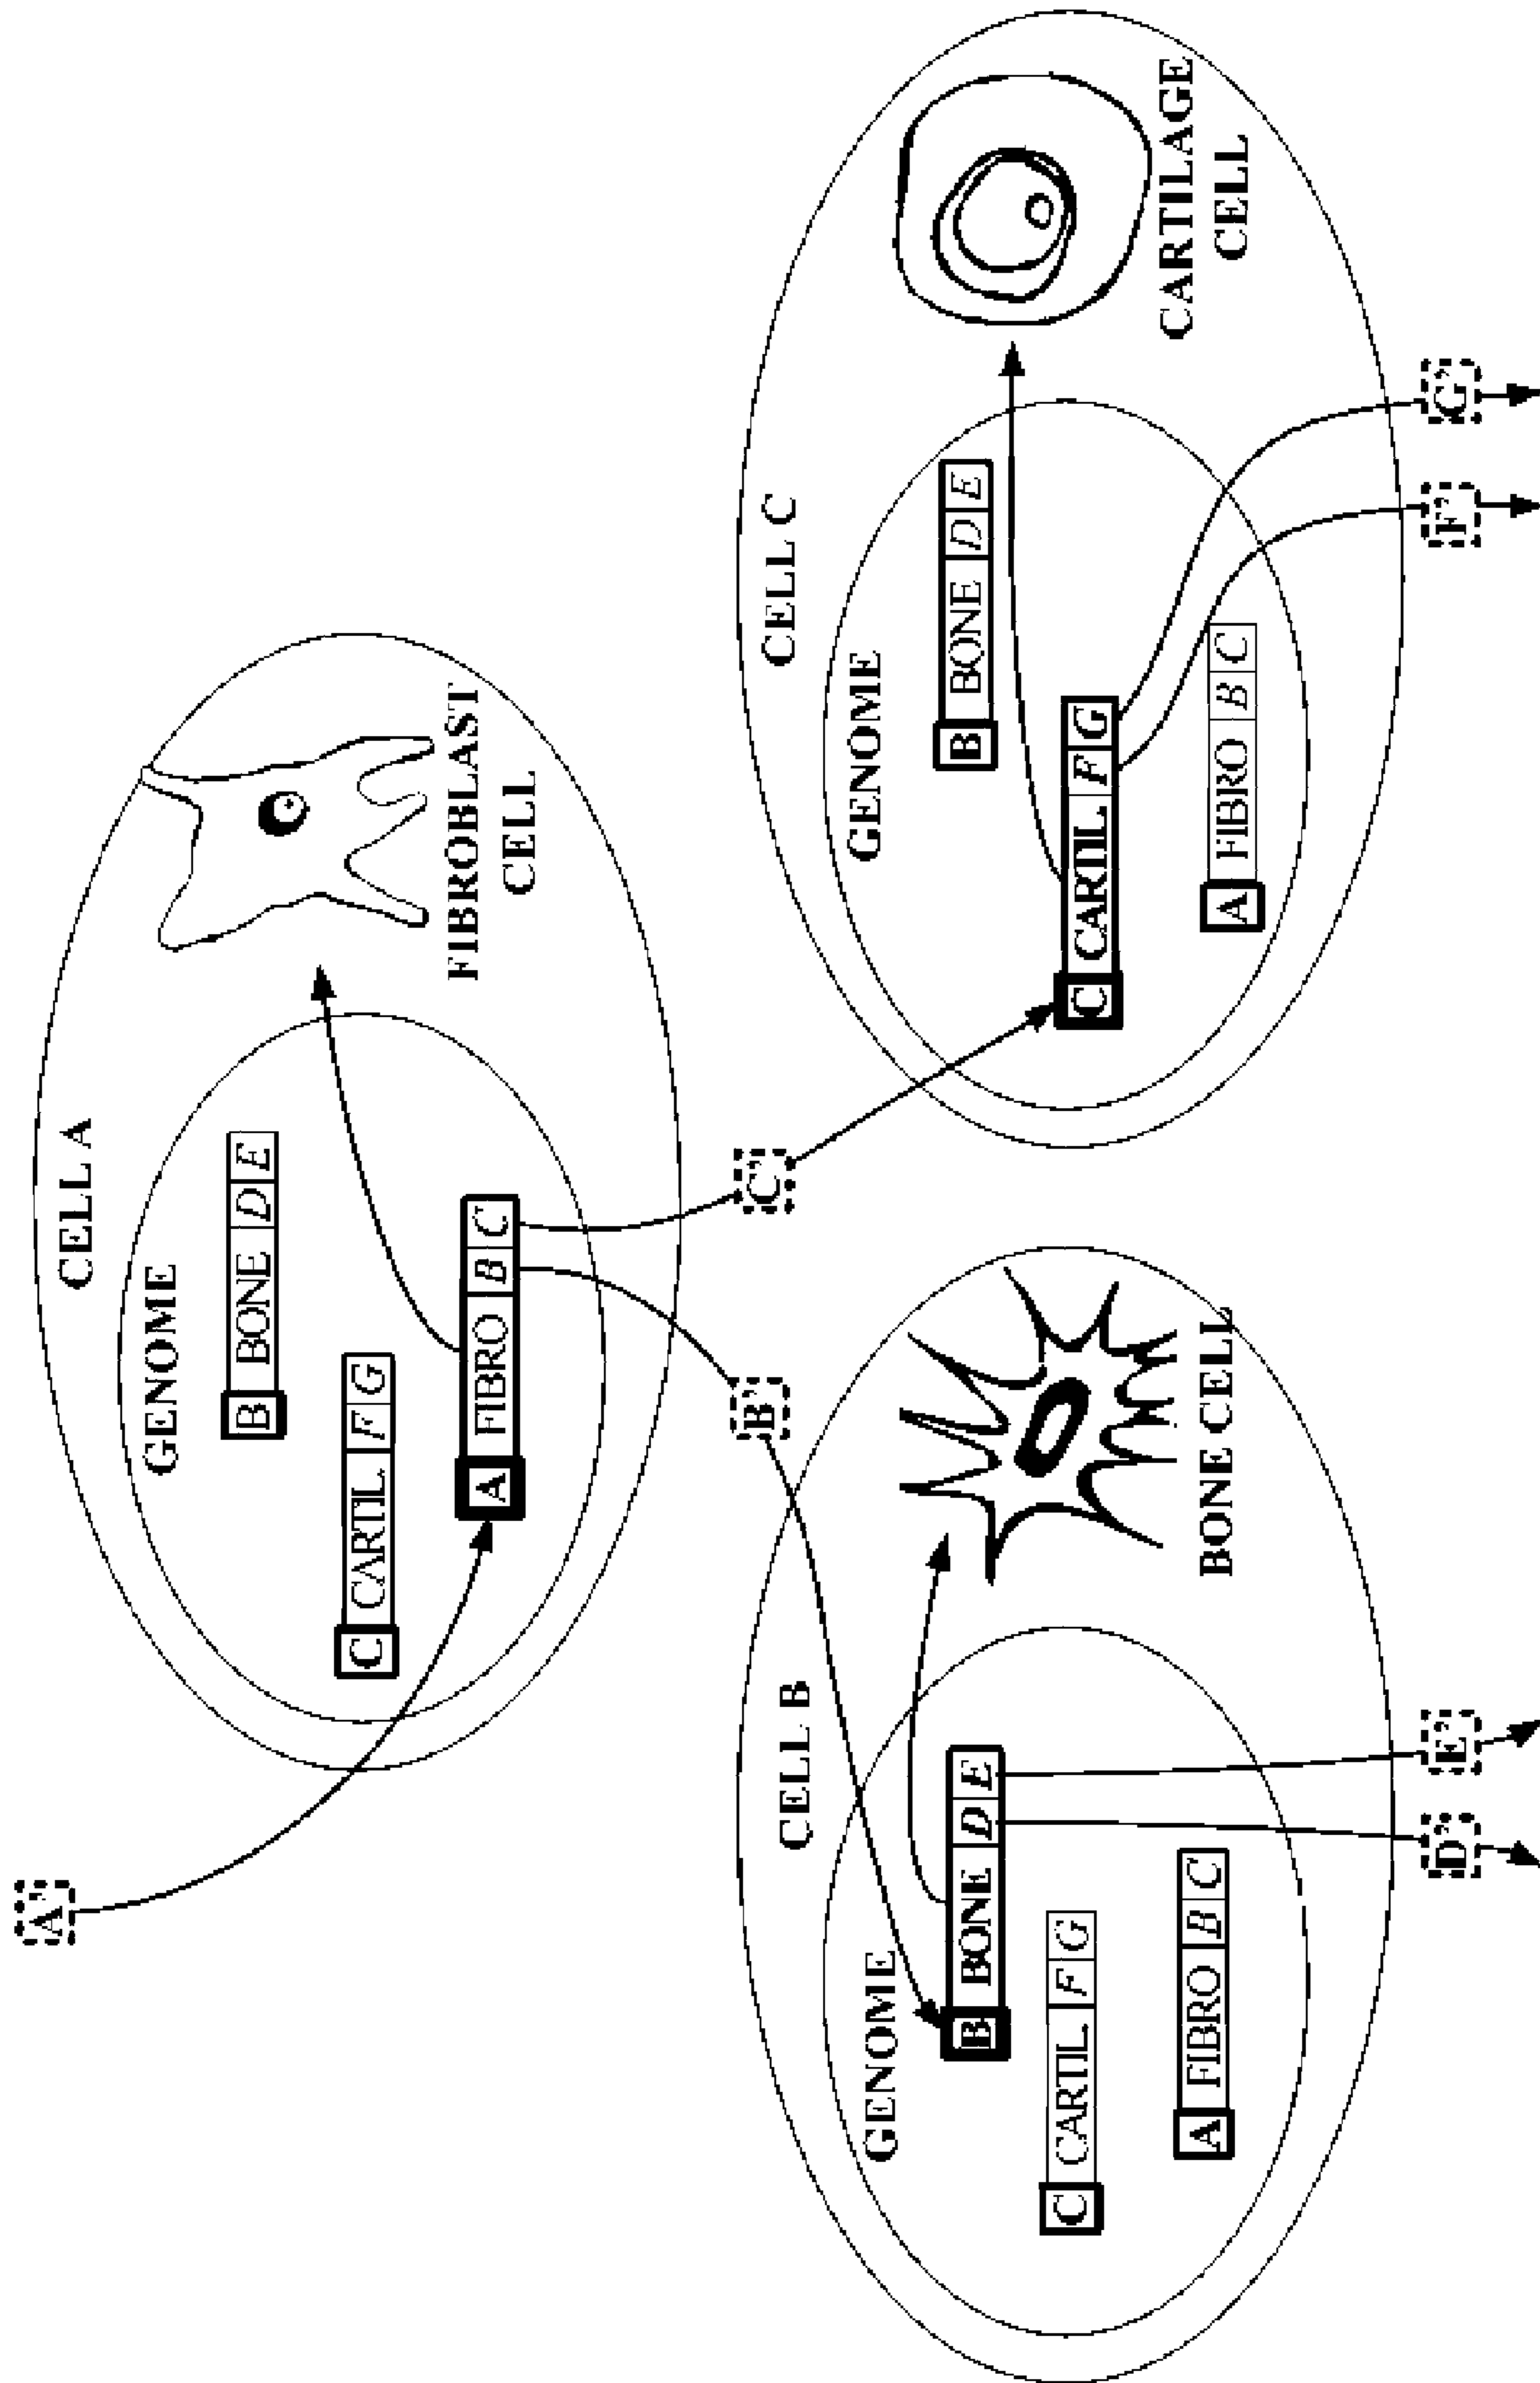 A'
CELL A
GENOME
B BONE D E
C CARTIL F G
A FIBRO B C
FIBROBLAST
CELL
B'
C'
CELL B
GENOME
B BONE D E
C CARTIL F G
A FIBRO B C
BONE CELL
D'
E'
CELL C
GENOME
B BONE D E
C CARTIL F G
A FIBRO B C
CARTILAGE
CELL
F'
G'